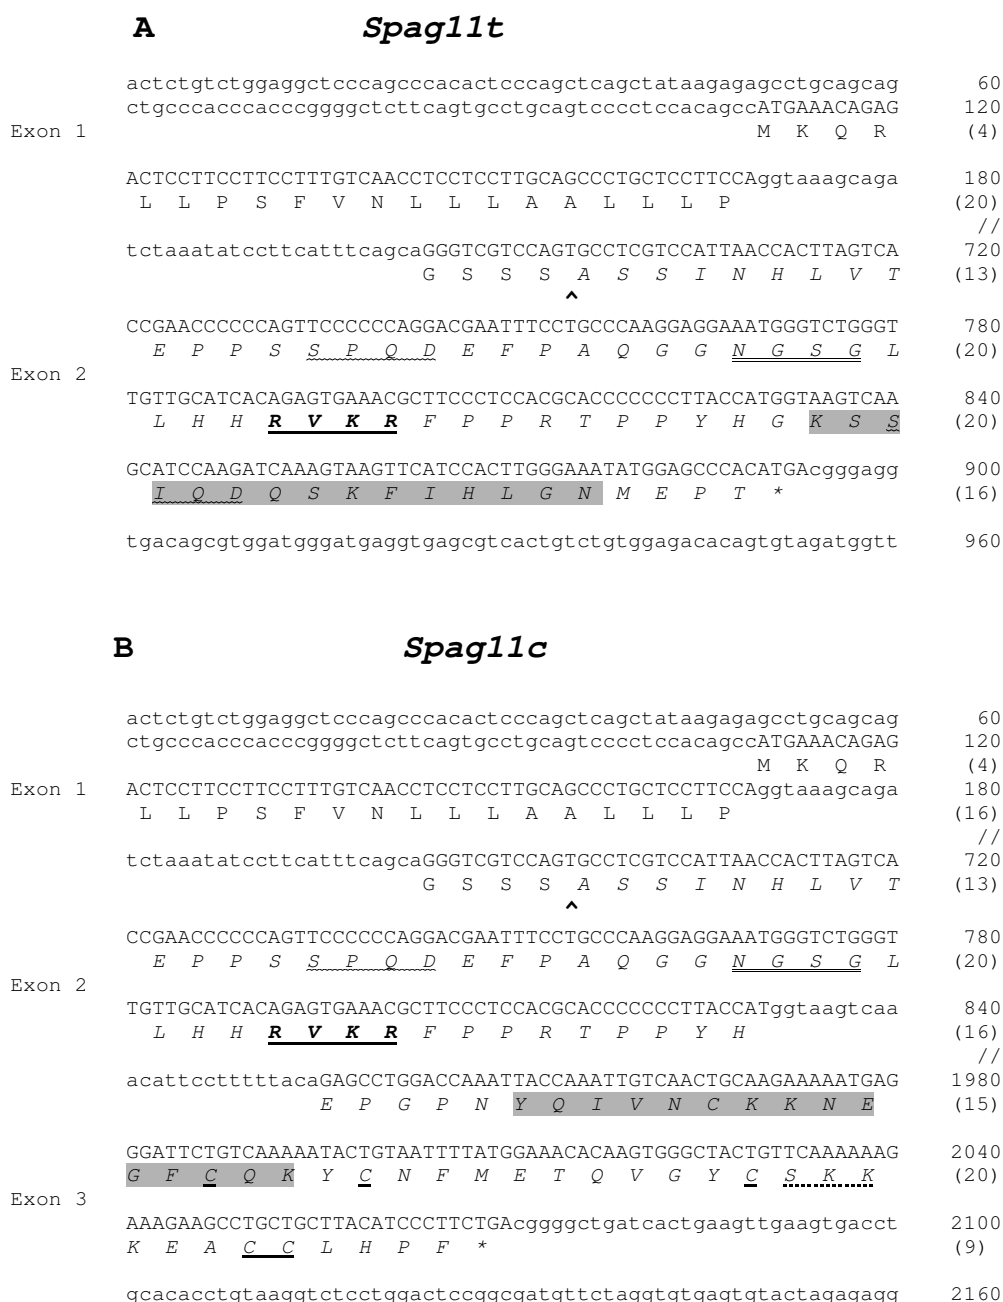 A Spag11t
actctgtctggaggctcccagcccacactcccagctcagctataagagagcctgcagcag 60
ctgcccacccacccggggctcttcagtgcctgcagtcccctccacagccATGAAACAGAG 120
Exon 1 M K Q R (4)
ACTCCTTCCTTCCTTTGTCAACCTCCTCCTTGCAGCCCTGCTCCTTCCAggtaaagcaga 180
L L P S F V N L L L A A L L L P (20)
//
tctaaatatccttcatttcagcaGGGTCGTCCAGTGCCTCGTCCATTAACCACTTAGTCA 720
G S S S A S S I N H L V T (13)
^
CCGAACCCCCCAGTTCCCCCCAGGACGAATTTCCTGCCCAAGGAGGAAATGGGTCTGGGT 780
E P P S S P Q D E F P A Q G G N G S G L (20)
Exon 2
TGTTGCATCACAGAGTGAAACGCTTCCCTCCACGCACCCCCCCTTACCATGGTAAGTCAA 840
L H H R V K R F P P R T P P Y H G K S S (20)
GCATCCAAGATCAAAGTAAGTTCATCCACTTGGGAAATATGGAGCCCACATGAcgggagg 900
I Q D Q S K F I H L G N M E P T * (16)
tgacagcgtggatgggatgaggtgagcgtcactgtctgtggagacacagtgtagatggtt 960
B Spag11c
actctgtctggaggctcccagcccacactcccagctcagctataagagagcctgcagcag 60
ctgcccacccacccggggctcttcagtgcctgcagtcccctccacagccATGAAACAGAG 120
M K Q R (4)
Exon 1 ACTCCTTCCTTCCTTTGTCAACCTCCTCCTTGCAGCCCTGCTCCTTCCAggtaaagcaga 180
L L P S F V N L L L A A L L L P (16)
//
tctaaatatccttcatttcagcaGGGTCGTCCAGTGCCTCGTCCATTAACCACTTAGTCA 720
G S S S A S S I N H L V T (13)
^
CCGAACCCCCCAGTTCCCCCCAGGACGAATTTCCTGCCCAAGGAGGAAATGGGTCTGGGT 780
E P P S S P Q D E F P A Q G G N G S G L (20)
Exon 2
TGTTGCATCACAGAGTGAAACGCTTCCCTCCACGCACCCCCCCTTACCATggtaagtcaa 840
L H H R V K R F P P R T P P Y H (16)
//
acattcctttttacaGAGCCTGGACCAAATTACCAAATTGTCAACTGCAAGAAAAATGAG 1980
E P G P N Y Q I V N C K K N E (15)
GGATTCTGTCAAAAATACTGTAATTTTATGGAAACACAAGTGGGCTACTGTTCAAAAAAG 2040
G F C Q K Y C N F M E T Q V G Y C S K K (20)
Exon 3
AAAGAAGCCTGCTGCTTACATCCCTTCTGAcggggctgatcactgaagttgaagtgacct 2100
K E A C C L H P F * (9)
gcacacctgtaaggtctcctggactccggcgatgttctaggtgtgagtgtactagagagg 2160